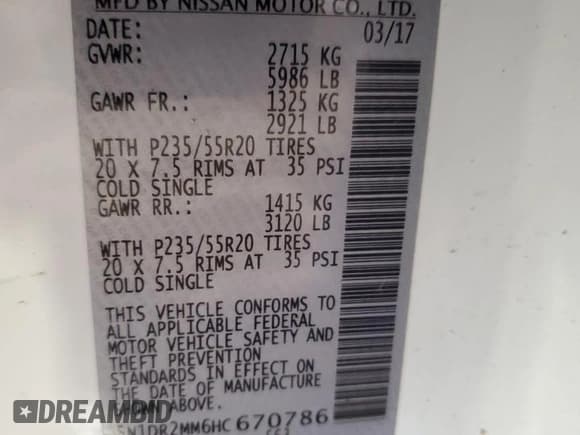 MFD BY NISSAN MOTOR CO., LTD.
DATE: 03/17
GVWR: 2715 KG
5986 LB
GAWR FR.: 1325 KG
2921 LB
WITH P235/55R20 TIRES
20 X 7.5 RIMS AT 35 PSI
COLD SINGLE
GAWR RR.: 1415 KG
3120 LB
WITH P235/55R20 TIRES
20 X 7.5 RIMS AT 35 PSI
COLD SINGLE
THIS VEHICLE CONFORMS TO
ALL APPLICABLE FEDERAL
MOTOR VEHICLE SAFETY AND
THEFT PREVENTION
STANDARDS IN EFFECT ON
THE DATE OF MANUFACTURE
ABOVE.
5N1DR2MM6HC670786
DREAMBID